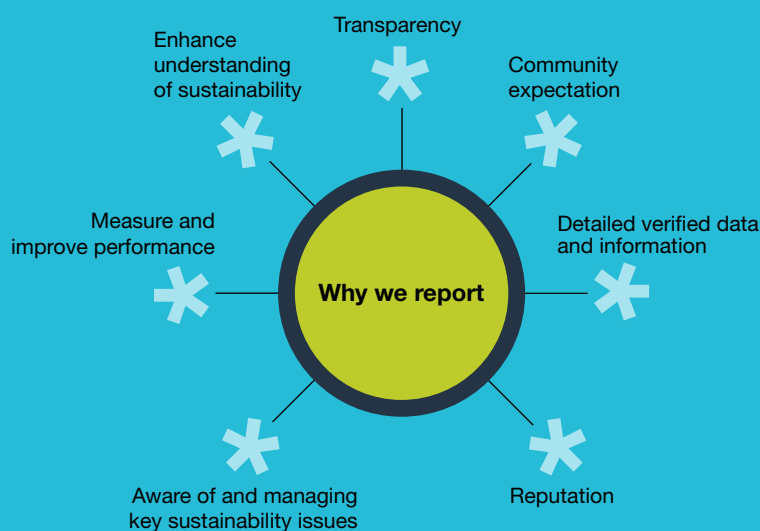 Transparency
Enhance
understanding
of sustainability
Community
expectation
Measure and
improve performance
Detailed verified data
and information
Why we report
Aware of and managing
key sustainability issues
Reputation